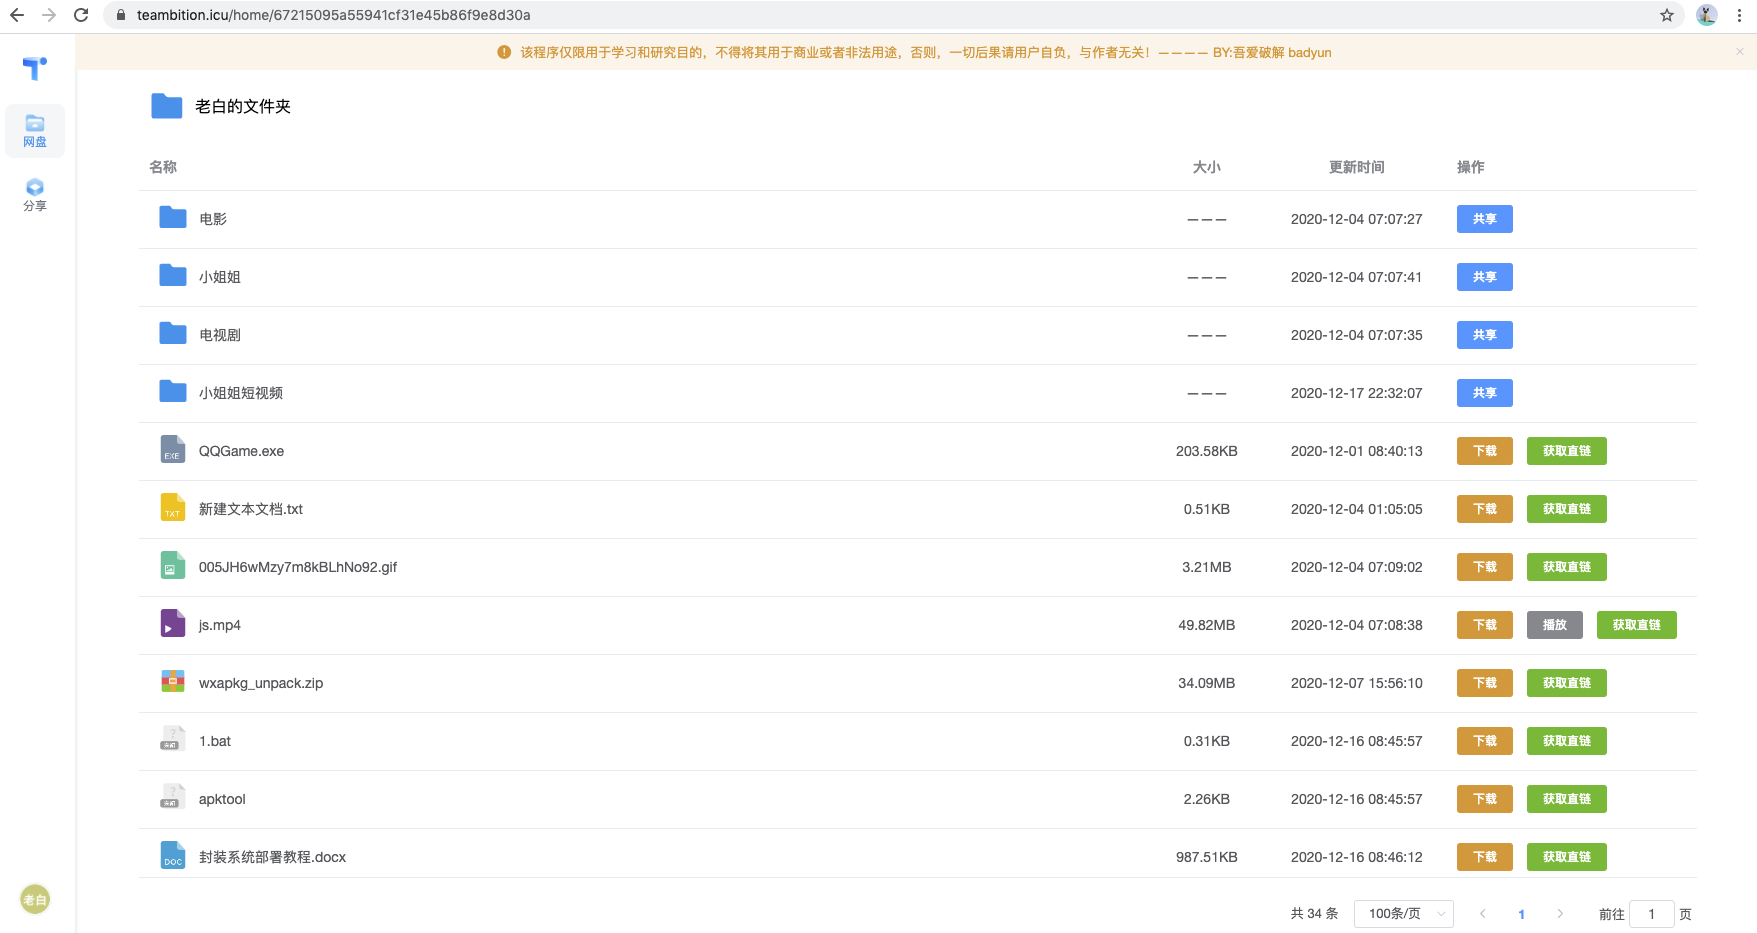 teambition.icu/home/67215095a55941cf31e45b86f9e8d30a
该程序仅限用于学习和研究目的，不得将其用于商业或者非法用途，否则，一切后果请用户自负，与作者无关！———— BY:吾爱破解 badyun
网盘
分享
老白的文件夹
名称 大小 更新时间 操作
电影 ——— 2020-12-04 07:07:27 共享
小姐姐 ——— 2020-12-04 07:07:41 共享
电视剧 ——— 2020-12-04 07:07:35 共享
小姐姐短视频 ——— 2020-12-17 22:32:07 共享
EXE QQGame.exe 203.58KB 2020-12-01 08:40:13 下载 获取直链
TXT 新建文本文档.txt 0.51KB 2020-12-04 01:05:05 下载 获取直链
005JH6wMzy7m8kBLhNo92.gif 3.21MB 2020-12-04 07:09:02 下载 获取直链
js.mp4 49.82MB 2020-12-04 07:08:38 下载 播放 获取直链
wxapkg_unpack.zip 34.09MB 2020-12-07 15:56:10 下载 获取直链
? 1.bat 0.31KB 2020-12-16 08:45:57 下载 获取直链
? apktool 2.26KB 2020-12-16 08:45:57 下载 获取直链
DOC 封装系统部署教程.docx 987.51KB 2020-12-16 08:46:12 下载 获取直链
老白
共 34 条 100条/页 1 前往 1 页